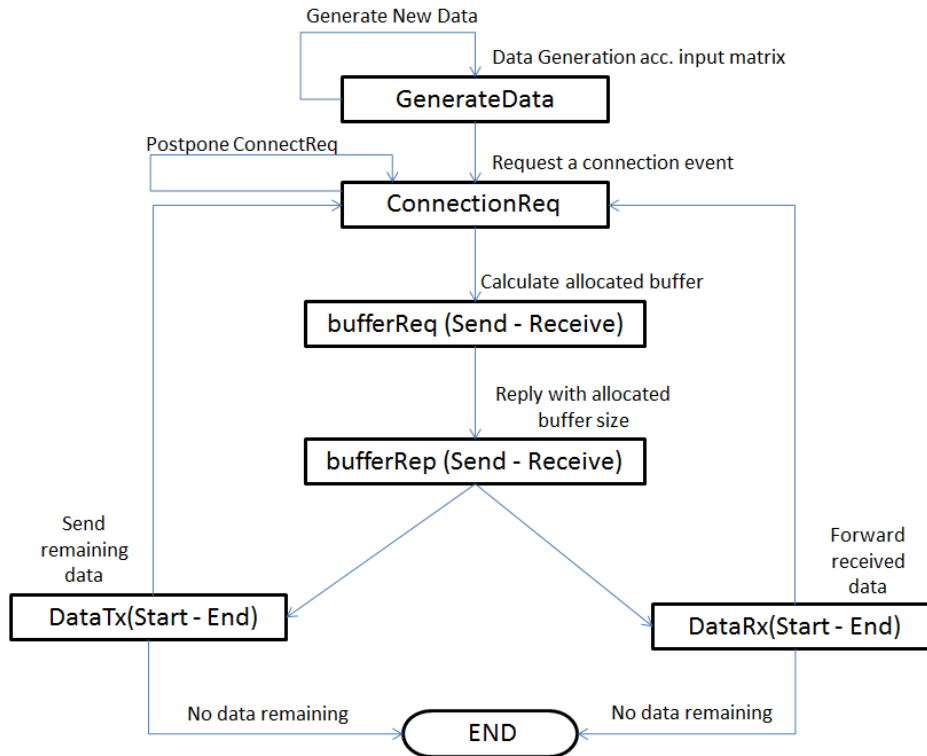 Generate New Data
Data Generation acc. input matrix
GenerateData
Postpone ConnectReq
Request a connection event
ConnectionReq
Calculate allocated buffer
bufferReq (Send - Receive)
Reply with allocated
buffer size
bufferRep (Send - Receive)
Send
remaining
data
Forward
received
data
DataTx(Start - End)
DataRx(Start - End)
No data remaining
END
No data remaining